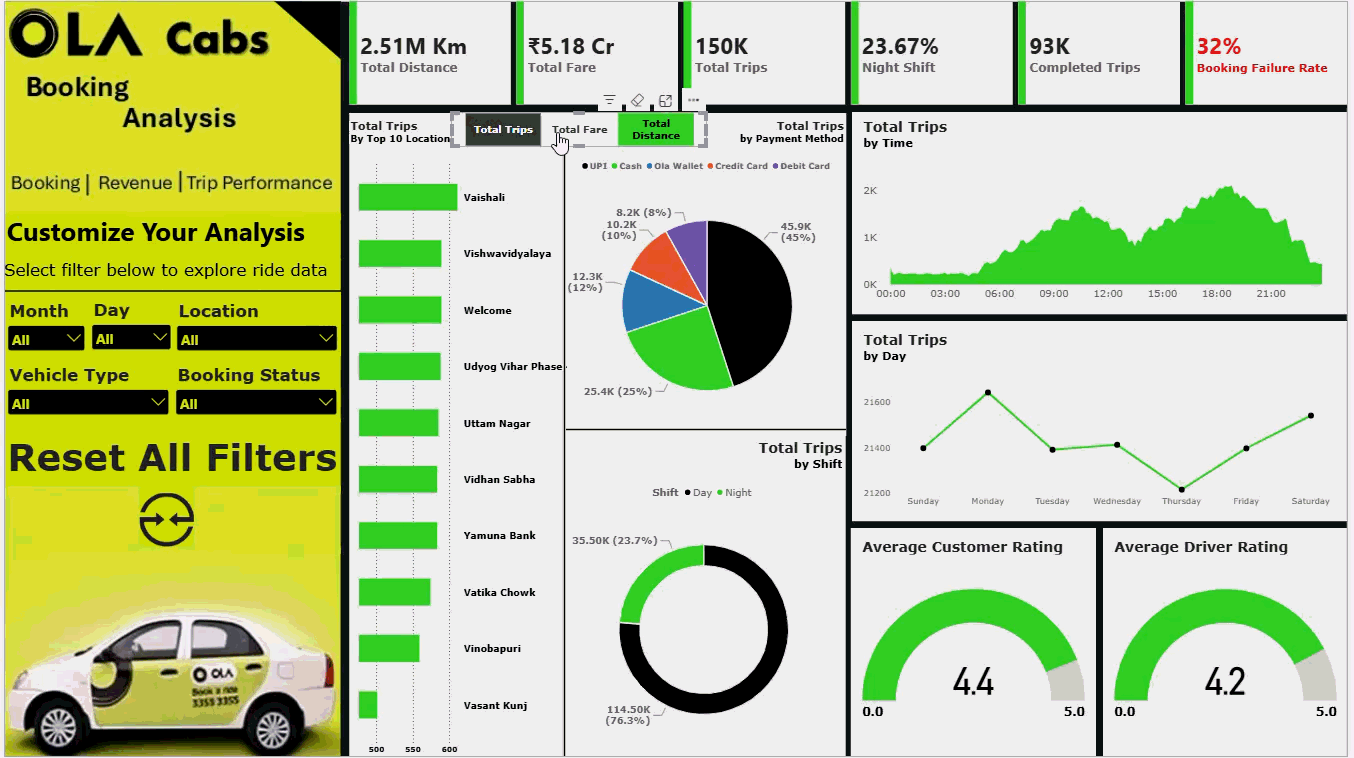 OLA Cabs
Booking
Analysis
Booking | Revenue | Trip Performance
Customize Your Analysis
Select filter below to explore ride data
Month
Day
Location
All
All
All
Vehicle Type
Booking Status
All
All
Reset All Filters
OLA
Book a ride
3355 3355
2.51M Km
Total Distance
₹5.18 Cr
Total Fare
150K
Total Trips
23.67%
Night Shift
93K
Completed Trips
32%
Booking Failure Rate
Total Trips
By Top 10 Location
Total Trips
Total Fare
Total
Distance
Vaishali
Vishwavidyalaya
Welcome
Udyog Vihar Phase
Uttam Nagar
Vidhan Sabha
Yamuna Bank
Vatika Chowk
Vinobapuri
Vasant Kunj
500 550 600
Total Trips
by Payment Method
UPI Cash Ola Wallet Credit Card Debit Card
8.2K (8%)
10.2K
(10%)
12.3K
(12%)
45.9K
(45%)
25.4K (25%)
Total Trips
by Shift
Shift Day Night
35.50K (23.7%)
114.50K
(76.3%)
Total Trips
by Time
2K
1K
0K
00:00 03:00 06:00 09:00 12:00 15:00 18:00 21:00
Total Trips
by Day
21600
21400
21200
Sunday Monday Tuesday Wednesday Thursday Friday Saturday
Average Customer Rating
4.4
0.0 5.0
Average Driver Rating
4.2
0.0 5.0